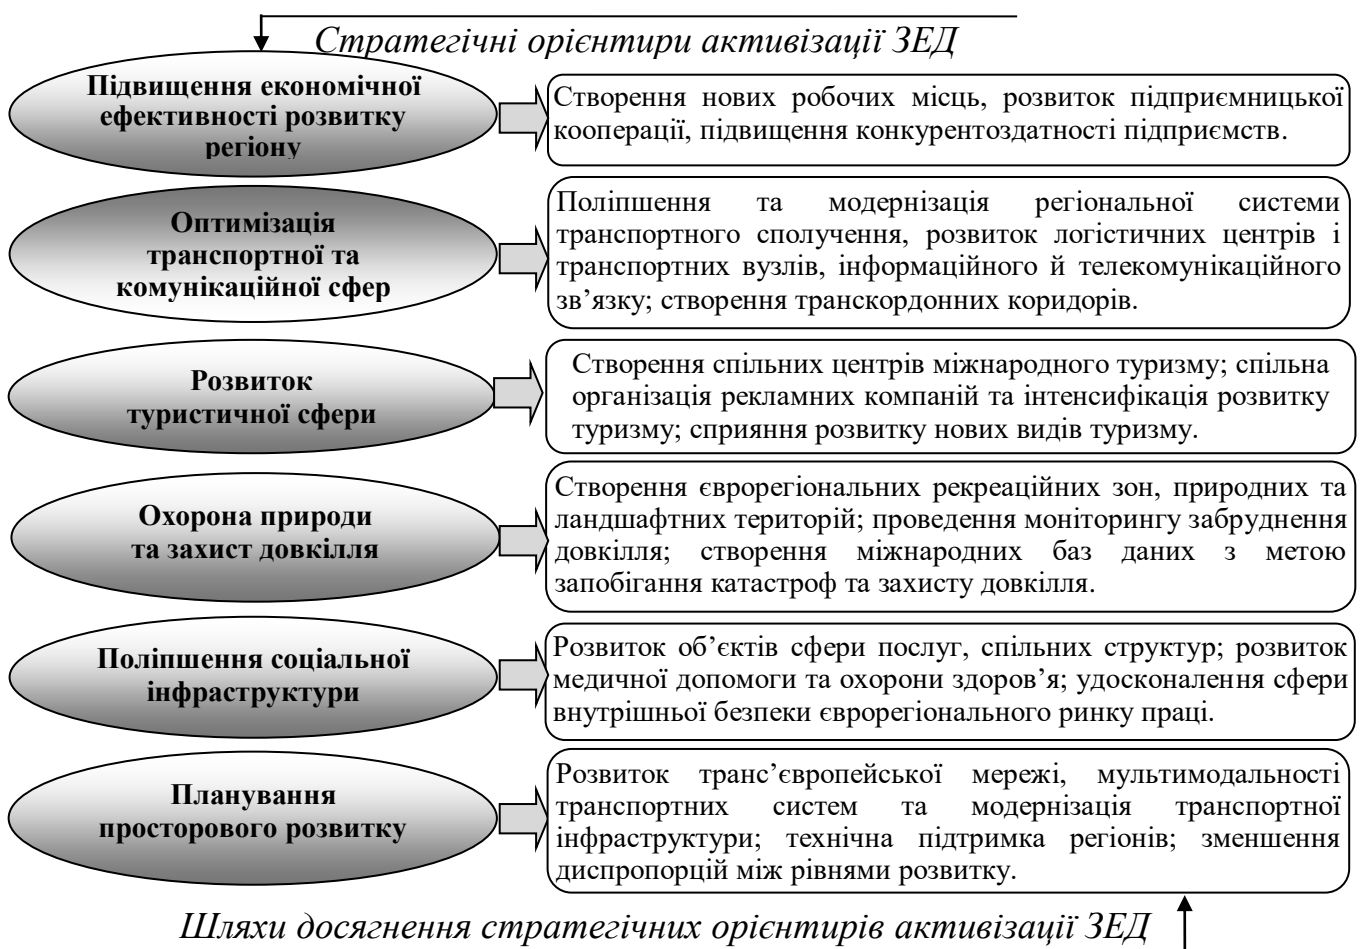 Стратегічні орієнтири активізації ЗЕД
Підвищення економічної
ефективності розвитку
регіону
Створення нових робочих місць, розвиток підприємницької
кооперації, підвищення конкурентоздатності підприємств.
Оптимізація
транспортної та
комунікаційної сфер
Поліпшення та модернізація регіональної системи
транспортного сполучення, розвиток логістичних центрів і
транспортних вузлів, інформаційного й телекомунікаційного
зв’язку; створення транскордонних коридорів.
Розвиток
туристичної сфери
Створення спільних центрів міжнародного туризму; спільна
організація рекламних компаній та інтенсифікація розвитку
туризму; сприяння розвитку нових видів туризму.
Охорона природи
та захист довкілля
Створення єврорегіональних рекреаційних зон, природних та
ландшафтних територій; проведення моніторингу забруднення
довкілля; створення міжнародних баз даних з метою
запобігання катастроф та захисту довкілля.
Поліпшення соціальної
інфраструктури
Розвиток об’єктів сфери послуг, спільних структур; розвиток
медичної допомоги та охорони здоров’я; удосконалення сфери
внутрішньої безпеки єврорегіонального ринку праці.
Планування
просторового розвитку
Розвиток транс’європейської мережі, мультимодальності
транспортних систем та модернізація транспортної
інфраструктури; технічна підтримка регіонів; зменшення
диспропорцій між рівнями розвитку.
Шляхи досягнення стратегічних орієнтирів активізації ЗЕД